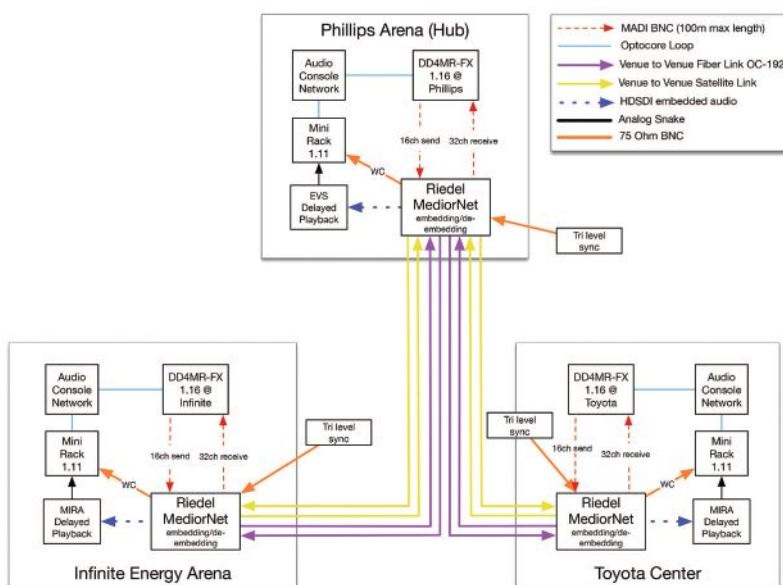 Phillips Arena (Hub)
Audio
Console
Network
DD4MR-FX
1.16 @
Phillips
Mini
Rack
1.11
16ch send
32ch receive
WC
EVS
Delayed
Playback
Riedel
MediorNet
embedding/de-
embedding
Tri level
sync
MADI BNC (100m max length)
Optocore Loop
Venue to Venue Fiber Link OC-192
Venue to Venue Satellite Link
HDSDI embedded audio
Analog Snake
75 Ohm BNC
Audio
Console
Network
DD4MR-FX
1.16 @
Infinite
Mini
Rack
1.11
16ch send
32ch receive
WC
MIRA
Delayed
Playback
Riedel
MediorNet
embedding/de-
embedding
Tri level
sync
Infinite Energy Arena
DD4MR-FX
1.16 @
Toyota
Audio
Console
Network
Tri level
sync
16ch send
32ch receive
Mini
Rack
1.11
WC
Riedel
MediorNet
embedding/de-
embedding
MIRA
Delayed
Playback
Toyota Center